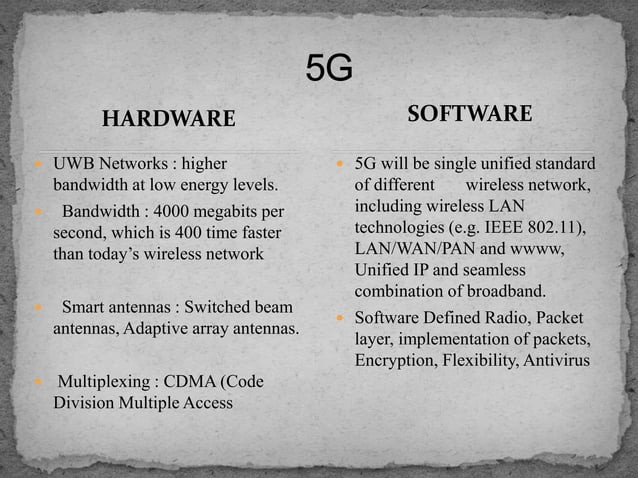 5G
HARDWARE
UWB Networks : higher
bandwidth at low energy levels.
Bandwidth : 4000 megabits per
second, which is 400 time faster
than today’s wireless network
Smart antennas : Switched beam
antennas, Adaptive array antennas.
Multiplexing : CDMA (Code
Division Multiple Access
SOFTWARE
5G will be single unified standard
of different wireless network,
including wireless LAN
technologies (e.g. IEEE 802.11),
LAN/WAN/PAN and wwww,
Unified IP and seamless
combination of broadband.
Software Defined Radio, Packet
layer, implementation of packets,
Encryption, Flexibility, Antivirus